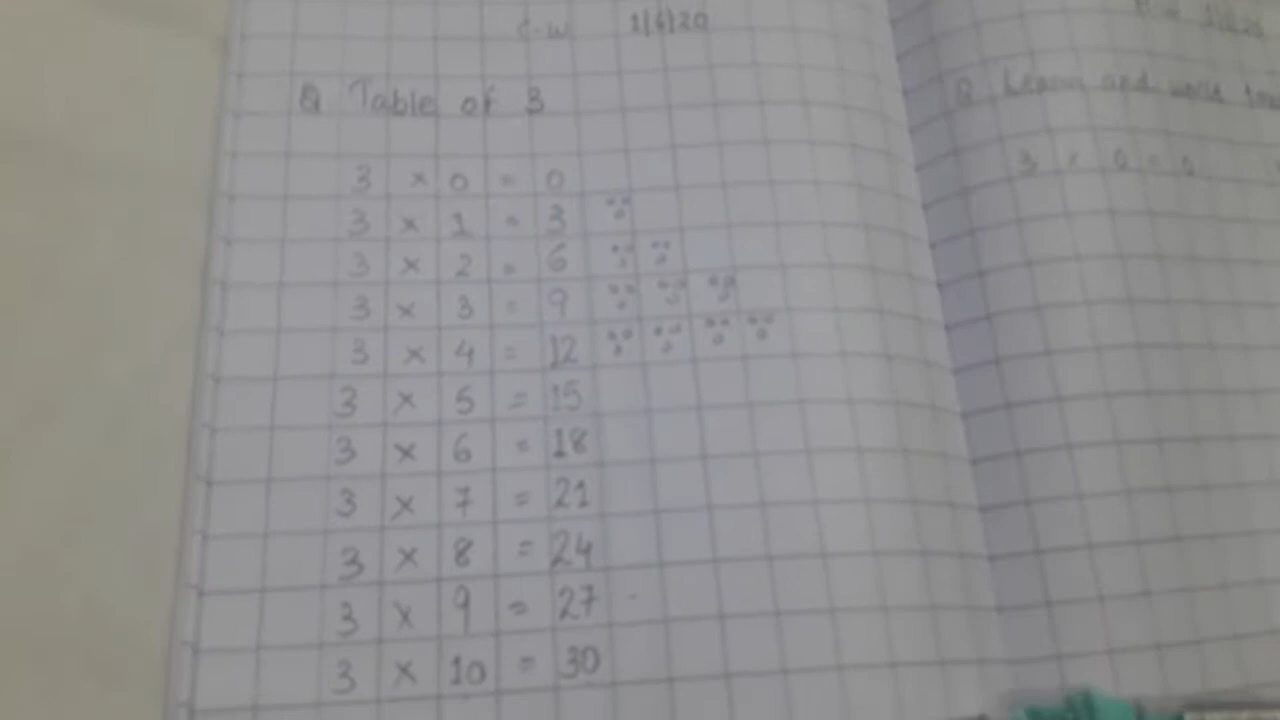 C.W 1/6/20
Q Table of 3
3 × 0 = 0
3 × 1 = 3
3 × 2 = 6
3 × 3 = 9
3 × 4 = 12
3 × 5 = 15
3 × 6 = 18
3 × 7 = 21
3 × 8 = 24
3 × 9 = 27
3 × 10 = 30
Q Learn and
3 × 0 = 0